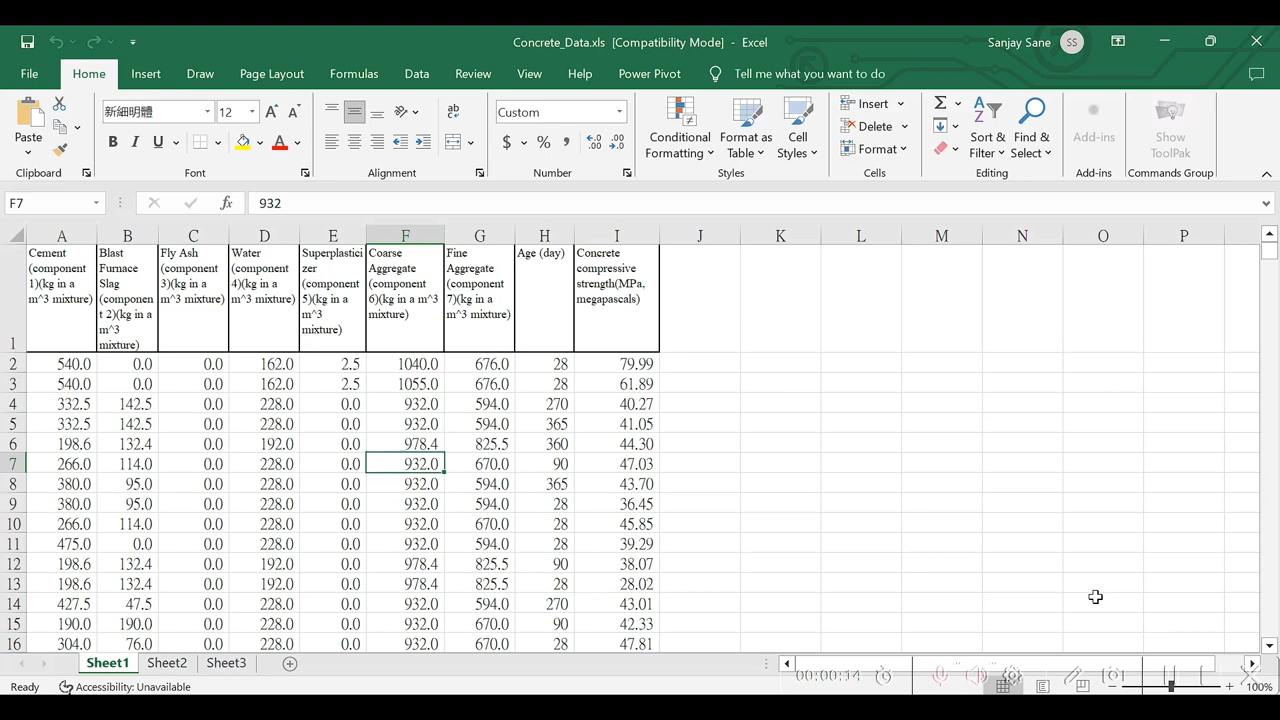 Concrete_Data.xls [Compatibility Mode] - Excel
Sanjay Sane SS
File Home Insert Draw Page Layout Formulas Data Review View Help Power Pivot Tell me what you want to do
新細明體 12 A^ A˅ ab Custom Insert Σ
Paste B I U A $ % , Conditional Formatting Format as Table Cell Styles Delete Format Sort & Filter Find & Select Add-ins Show ToolPak
Clipboard Font Alignment Number Styles Cells Editing Add-ins Commands Group
F7 fx 932
A B C D E F G H I J K L M N O P
1 Cement (component 1)(kg in a m^3 mixture) Blast Furnace Slag (component 2)(kg in a m^3 mixture) Fly Ash (component 3)(kg in a m^3 mixture) Water (component 4)(kg in a m^3 mixture) Superplasticizer (component 5)(kg in a m^3 mixture) Coarse Aggregate (component 6)(kg in a m^3 mixture) Fine Aggregate (component 7)(kg in a m^3 mixture) Age (day) Concrete compressive strength(MPa, megapascals)
2 540.0 0.0 0.0 162.0 2.5 1040.0 676.0 28 79.99
3 540.0 0.0 0.0 162.0 2.5 1055.0 676.0 28 61.89
4 332.5 142.5 0.0 228.0 0.0 932.0 594.0 270 40.27
5 332.5 142.5 0.0 228.0 0.0 932.0 594.0 365 41.05
6 198.6 132.4 0.0 192.0 0.0 978.4 825.5 360 44.30
7 266.0 114.0 0.0 228.0 0.0 932.0 670.0 90 47.03
8 380.0 95.0 0.0 228.0 0.0 932.0 594.0 365 43.70
9 380.0 95.0 0.0 228.0 0.0 932.0 594.0 28 36.45
10 266.0 114.0 0.0 228.0 0.0 932.0 670.0 28 45.85
11 475.0 0.0 0.0 228.0 0.0 932.0 594.0 28 39.29
12 198.6 132.4 0.0 192.0 0.0 978.4 825.5 90 38.07
13 198.6 132.4 0.0 192.0 0.0 978.4 825.5 28 28.02
14 427.5 47.5 0.0 228.0 0.0 932.0 594.0 270 43.01
15 190.0 190.0 0.0 228.0 0.0 932.0 670.0 90 42.33
16 304.0 76.0 0.0 228.0 0.0 932.0 670.0 28 47.81
Sheet1 Sheet2 Sheet3
Ready Accessibility: Unavailable 100%